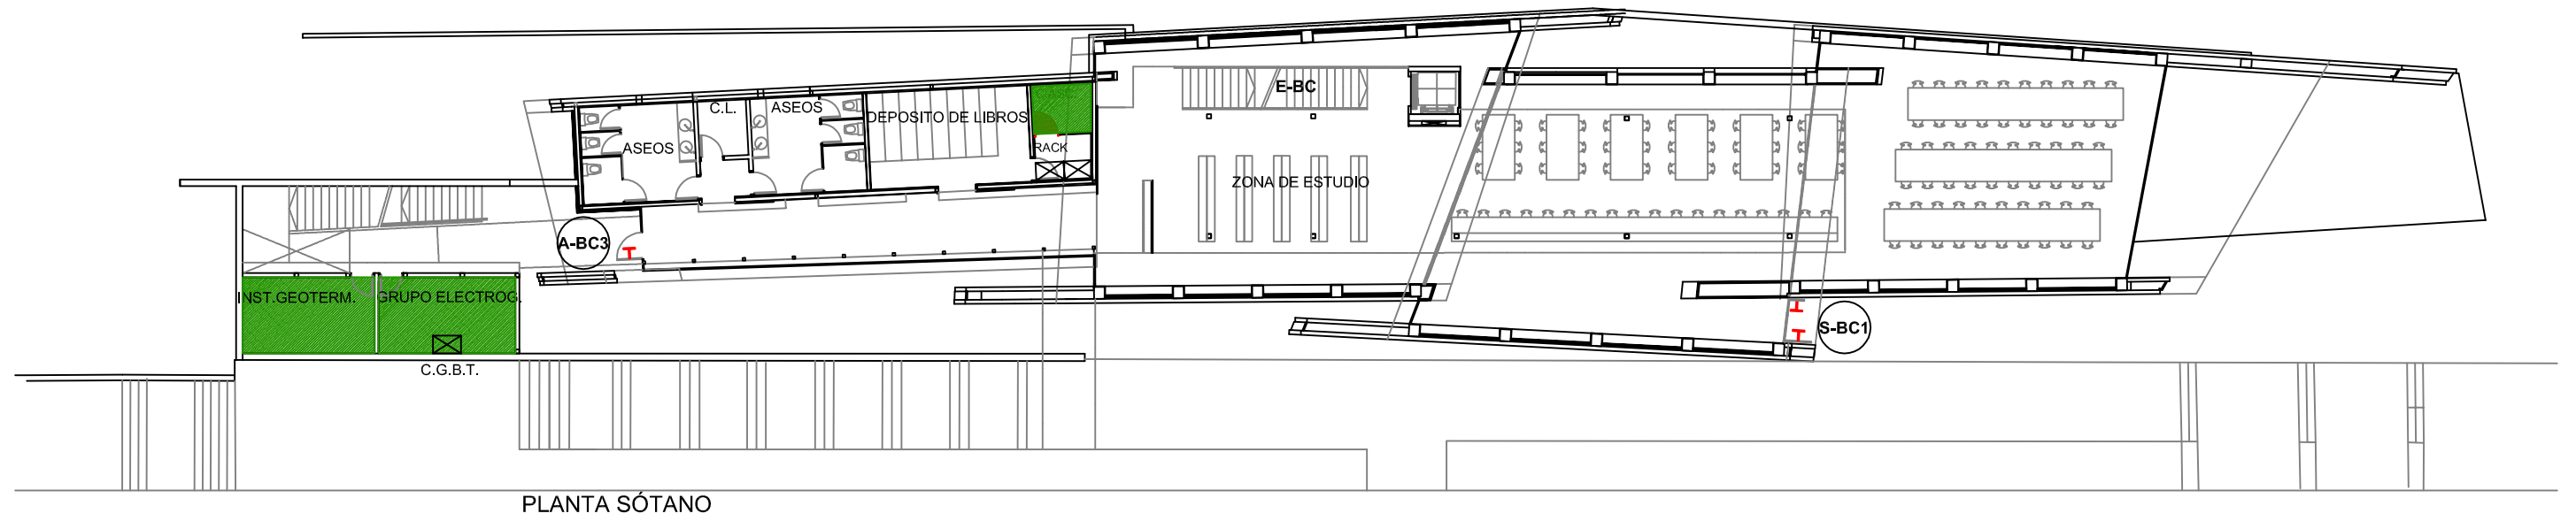 E-BC
C.L.
ASEOS
DEPOSITO DE LIBROS
ASEOS
RACK
ZONA DE ESTUDIO
A-BC3
INST.GEOTERM.
GRUPO ELECTROG.
S-BC1
C.G.B.T.
PLANTA SÓTANO